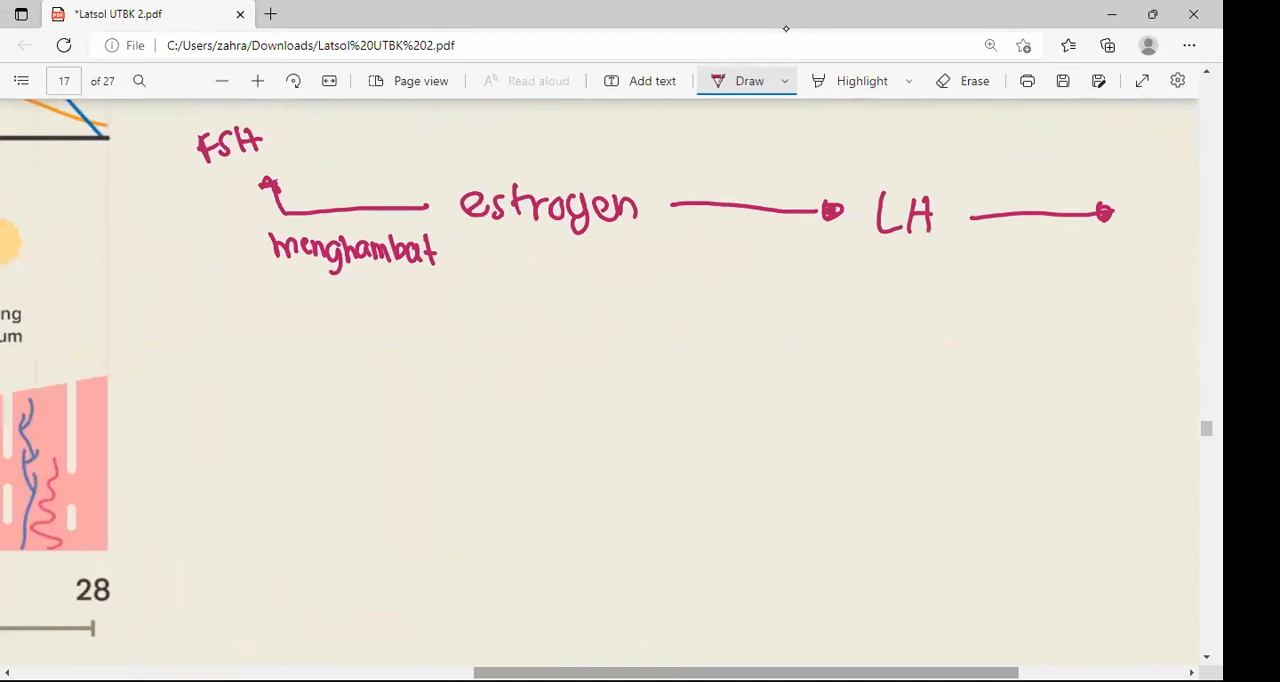 *Latsol UTBK 2.pdf
File C:/Users/zahra/Downloads/Latsol%20UTBK%202.pdf
17 of 27 Page view Read aloud Add text Draw Highlight Erase
FSH
estrogen LH
menghambat
ng
um
28